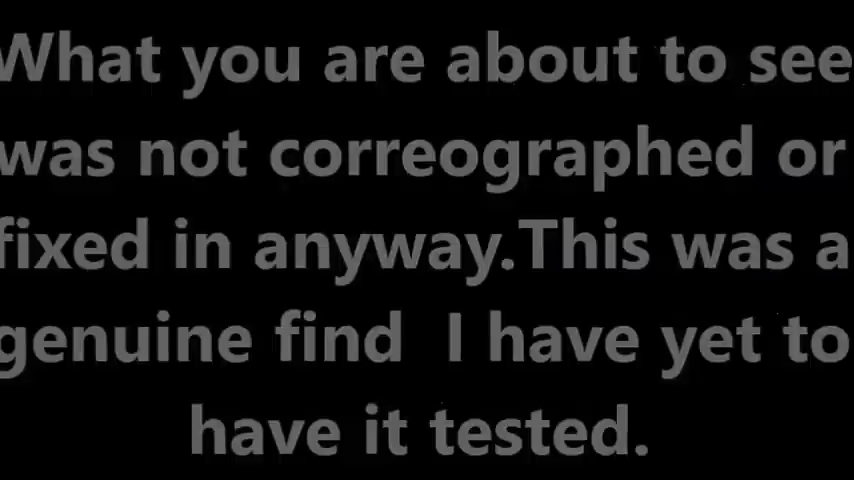 What you are about to see
was not correographed or
fixed in anyway.This was a
genuine find  I have yet to
have it tested.